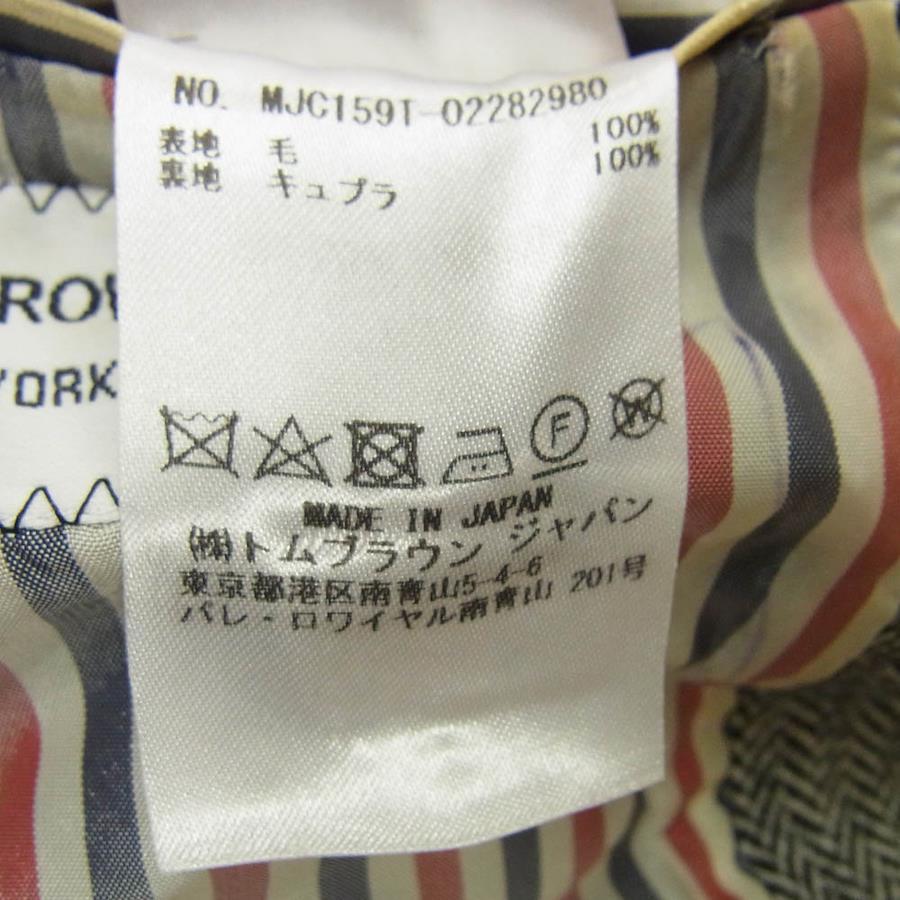 NO. MJC159T-02282980
表地 毛 100%
裏地 キュプラ 100%
F
W
MADE IN JAPAN
㈱トムブラウン ジャパン
東京都港区南青山5-4-6
パレ・ロワイヤル南青山 201号
YORK